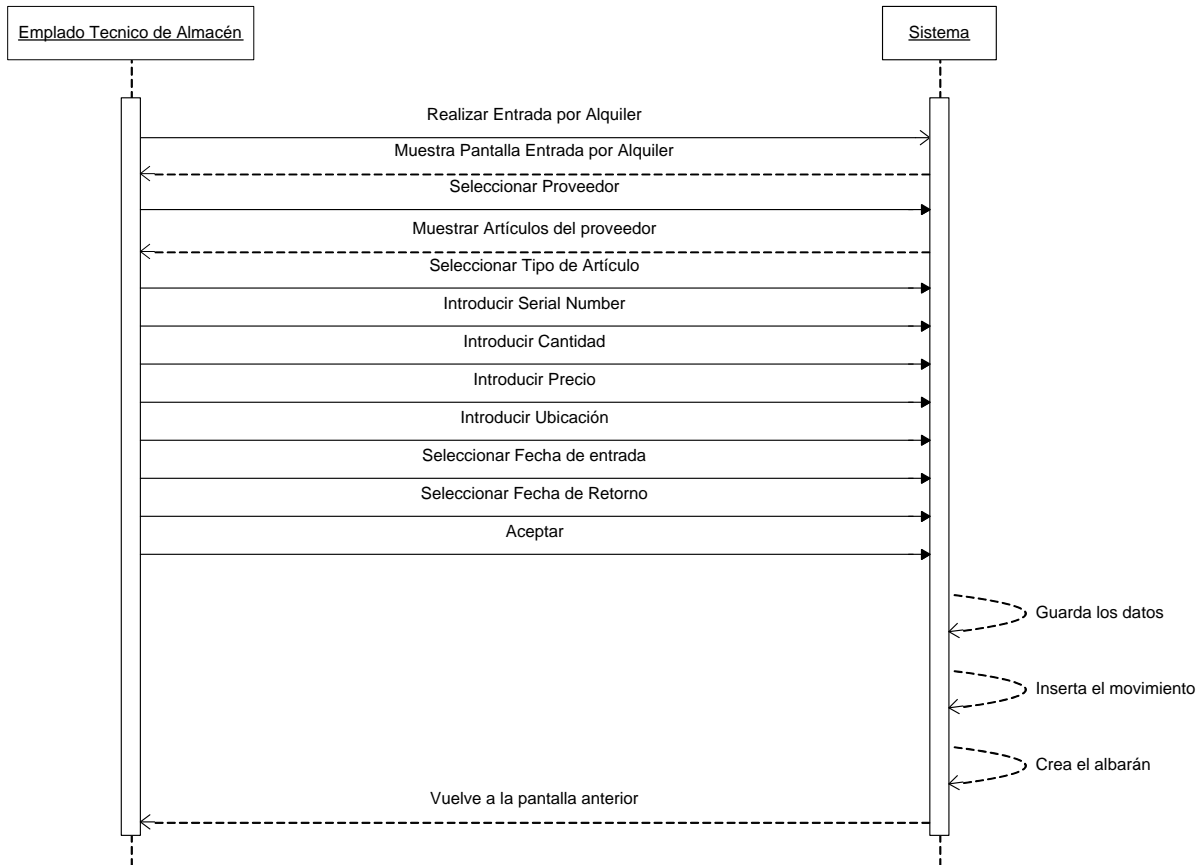 Emplado Tecnico de Almacén
Sistema
Realizar Entrada por Alquiler
Muestra Pantalla Entrada por Alquiler
Seleccionar Proveedor
Muestrar Artículos del proveedor
Seleccionar Tipo de Artículo
Introducir Serial Number
Introducir Cantidad
Introducir Precio
Introducir Ubicación
Seleccionar Fecha de entrada
Seleccionar Fecha de Retorno
Aceptar
Guarda los datos
Inserta el movimiento
Crea el albarán
Vuelve a la pantalla anterior